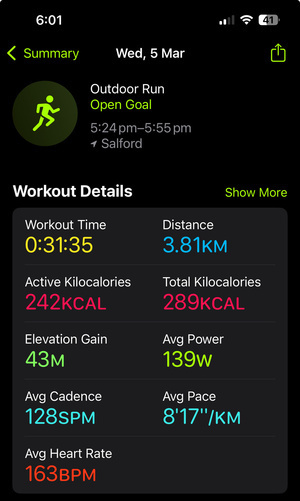 6:01
41
Summary
Wed, 5 Mar
Outdoor Run
Open Goal
5:24 pm–5:55 pm
Salford
Workout Details
Show More
Workout Time
Distance
0:31:35
3.81KM
Active Kilocalories
Total Kilocalories
242KCAL
289KCAL
Elevation Gain
Avg Power
43M
139W
Avg Cadence
Avg Pace
128SPM
8'17"/KM
Avg Heart Rate
163BPM